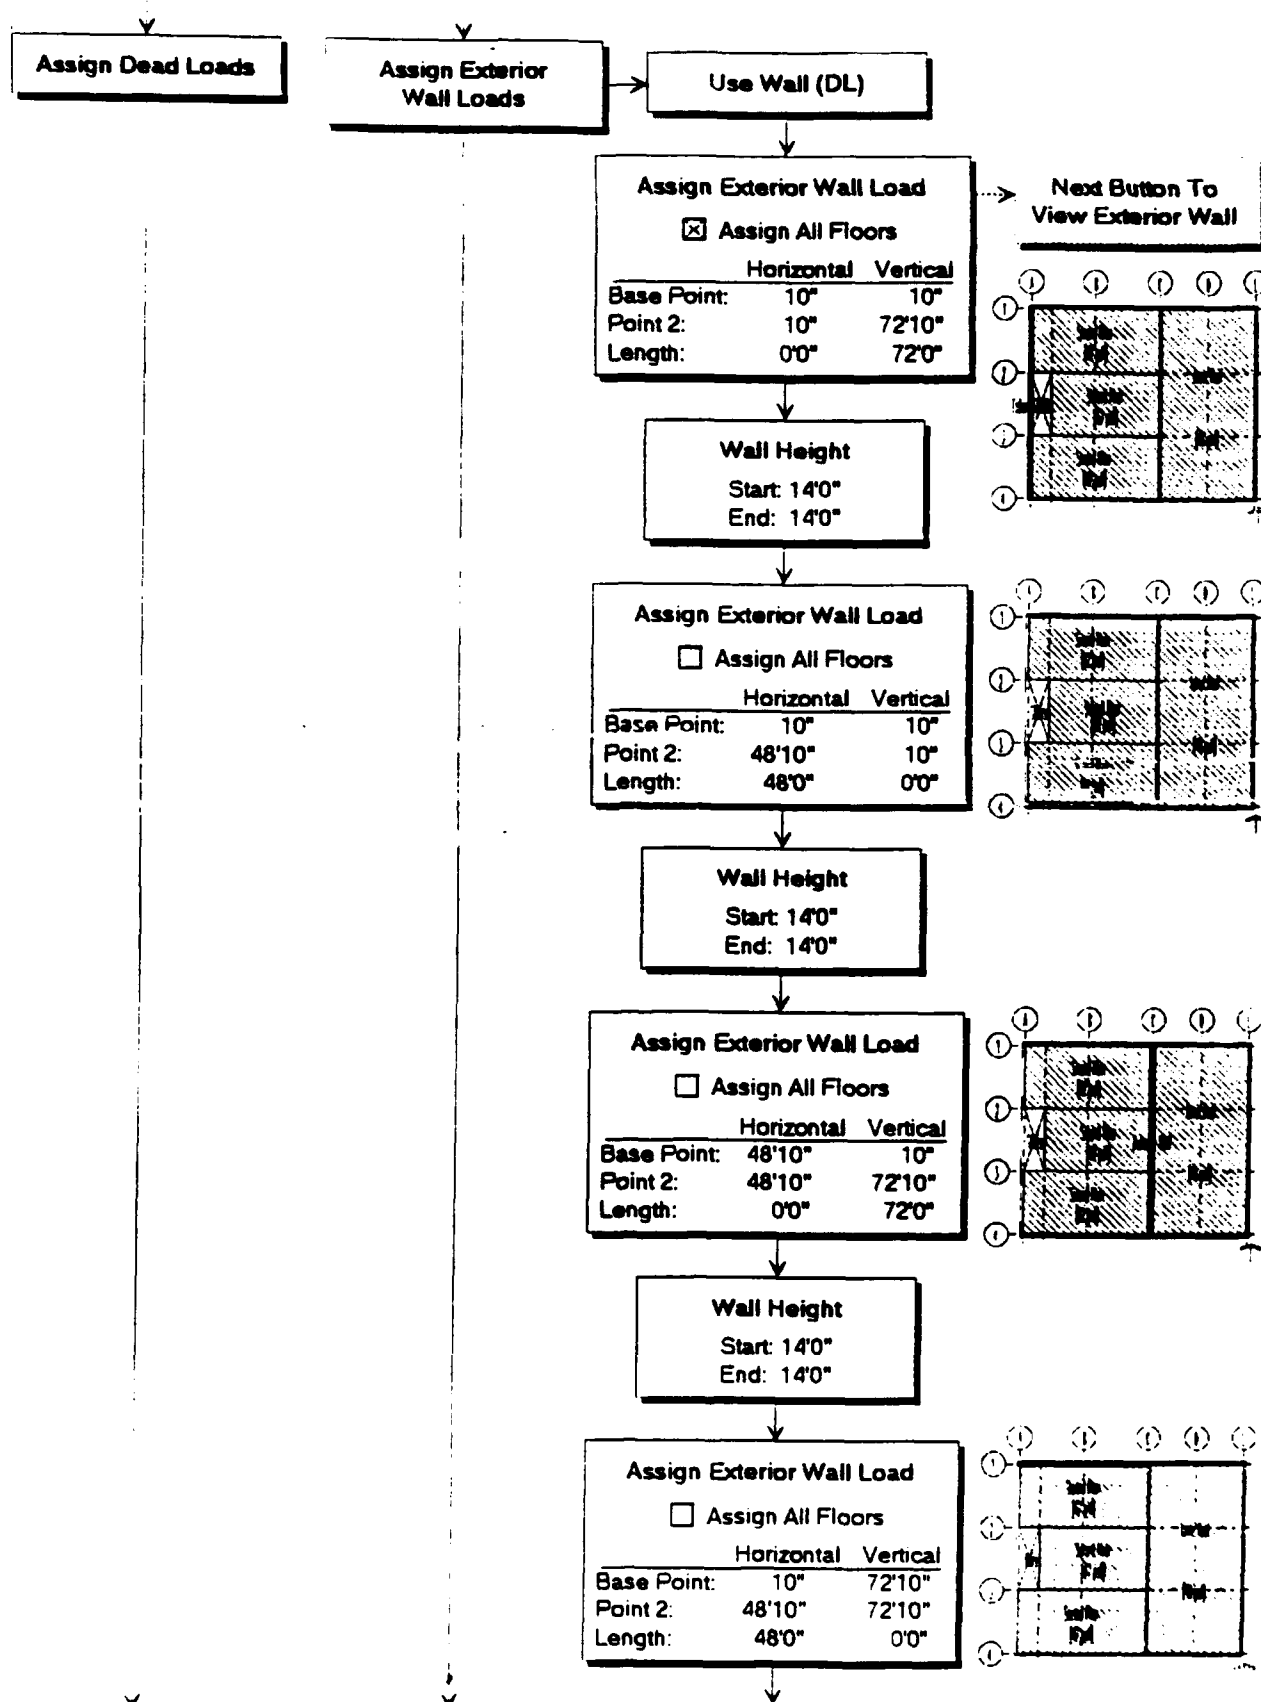 Assign Dead Loads
Assign Exterior
Wall Loads
Use Wall (DL)
Assign Exterior Wall Load
Assign All Floors
Horizontal Vertical
Base Point: 10" 10"
Point 2: 10" 72'10"
Length: 0'0" 72'0"
Next Button To
View Exterior Wall
Wall Height
Start: 14'0"
End: 14'0"
Assign Exterior Wall Load
Assign All Floors
Horizontal Vertical
Base Point: 10" 10"
Point 2: 48'10" 10"
Length: 48'0" 0'0"
Wall Height
Start: 14'0"
End: 14'0"
Assign Exterior Wall Load
Assign All Floors
Horizontal Vertical
Base Point: 48'10" 10"
Point 2: 48'10" 72'10"
Length: 0'0" 72'0"
Wall Height
Start: 14'0"
End: 14'0"
Assign Exterior Wall Load
Assign All Floors
Horizontal Vertical
Base Point: 10" 72'10"
Point 2: 48'10" 72'10"
Length: 48'0" 0'0"